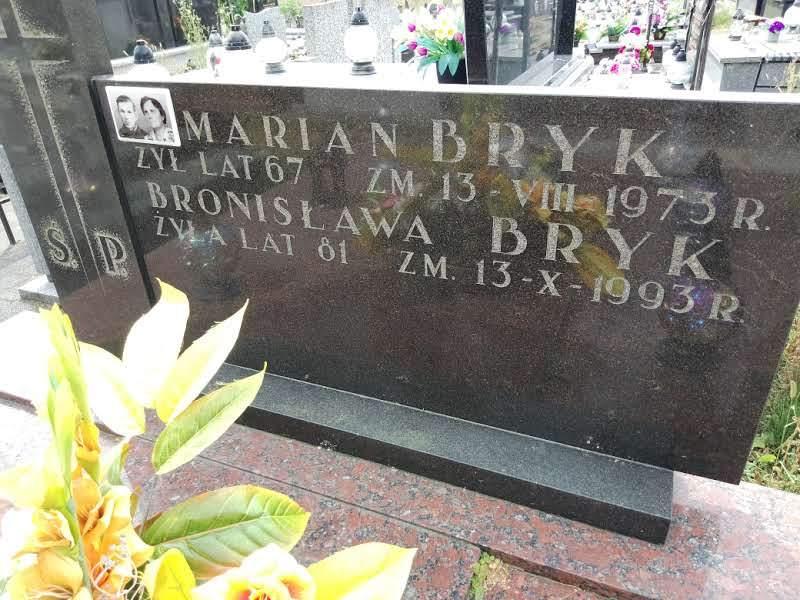 Ś. P.
MARIAN BRYK
ŻYŁ LAT 67 ZM. 13-VIII-1973 R.
BRONISŁAWA BRYK
ŻYŁA LAT 81 ZM. 13-X-1993 R.